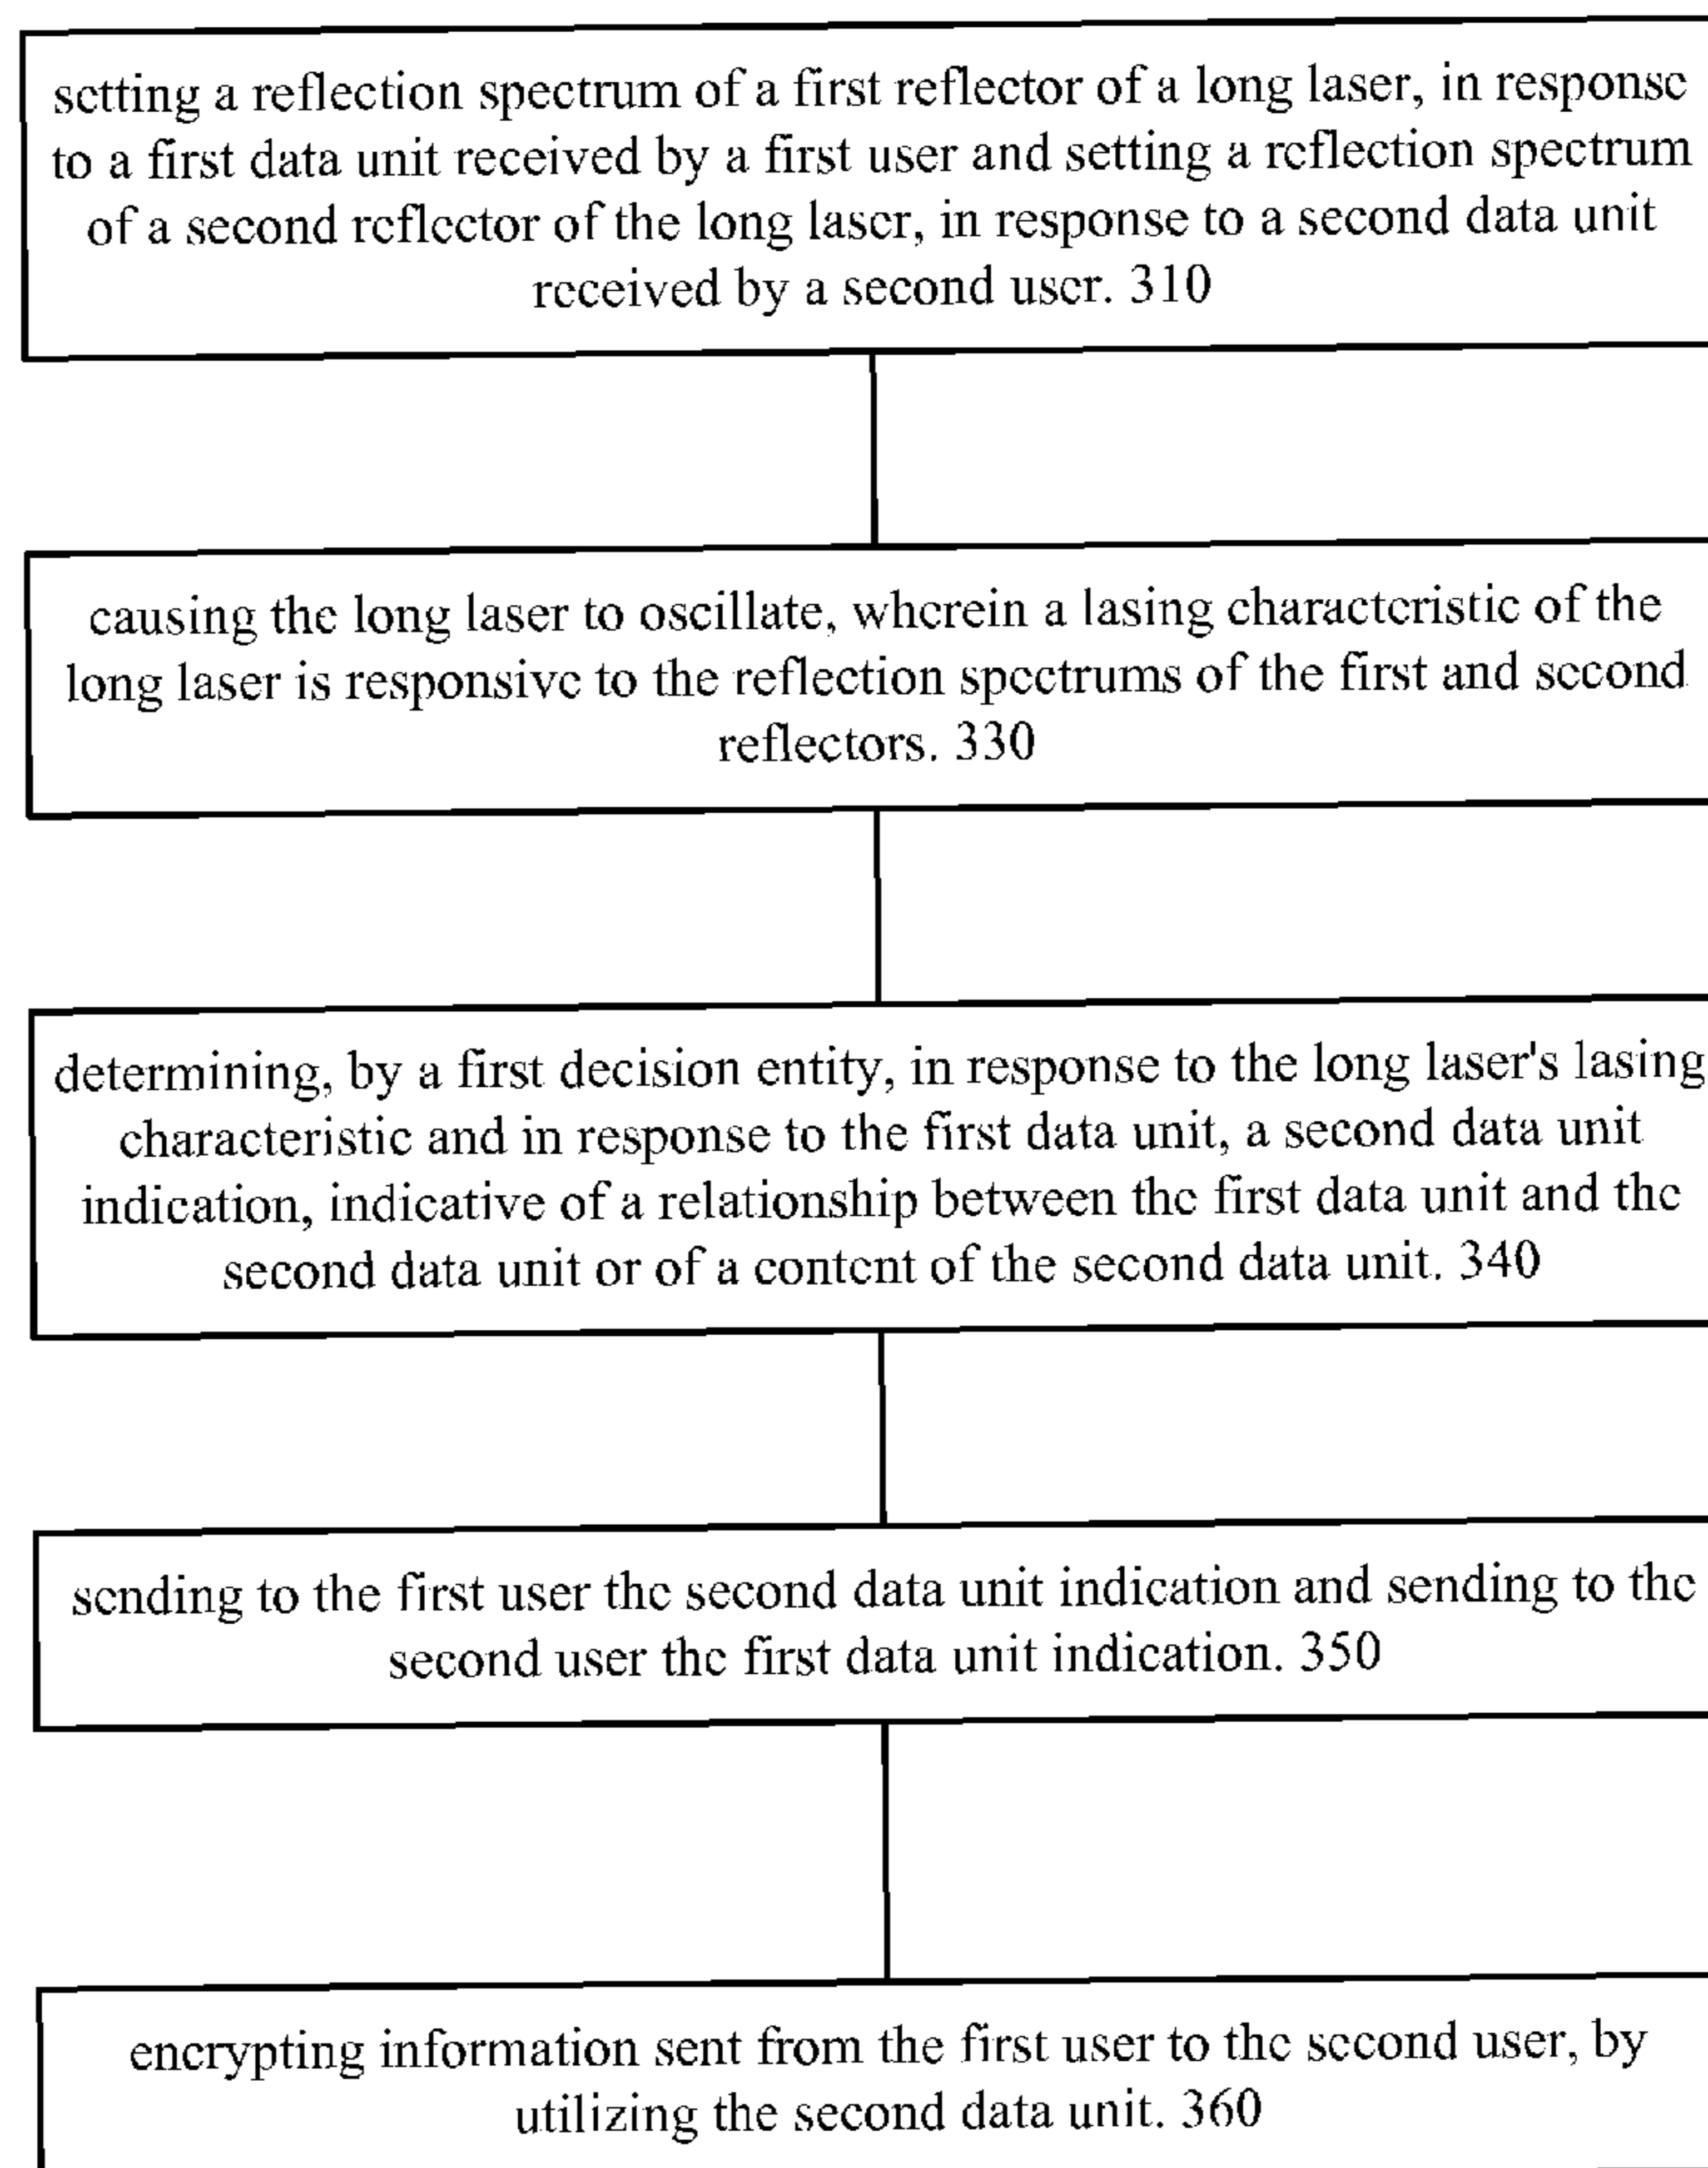 setting a reflection spectrum of a first reflector of a long laser, in response
to a first data unit received by a first user and setting a reflection spectrum
of a second reflector of the long laser, in response to a second data unit
received by a second user. 310
causing the long laser to oscillate, wherein a lasing characteristic of the
long laser is responsive to the reflection spectrums of the first and second
reflectors. 330
determining, by a first decision entity, in response to the long laser's lasing
characteristic and in response to the first data unit, a second data unit
indication, indicative of a relationship between the first data unit and the
second data unit or of a content of the second data unit. 340
sending to the first user the second data unit indication and sending to the
second user the first data unit indication. 350
encrypting information sent from the first user to the second user, by
utilizing the second data unit. 360